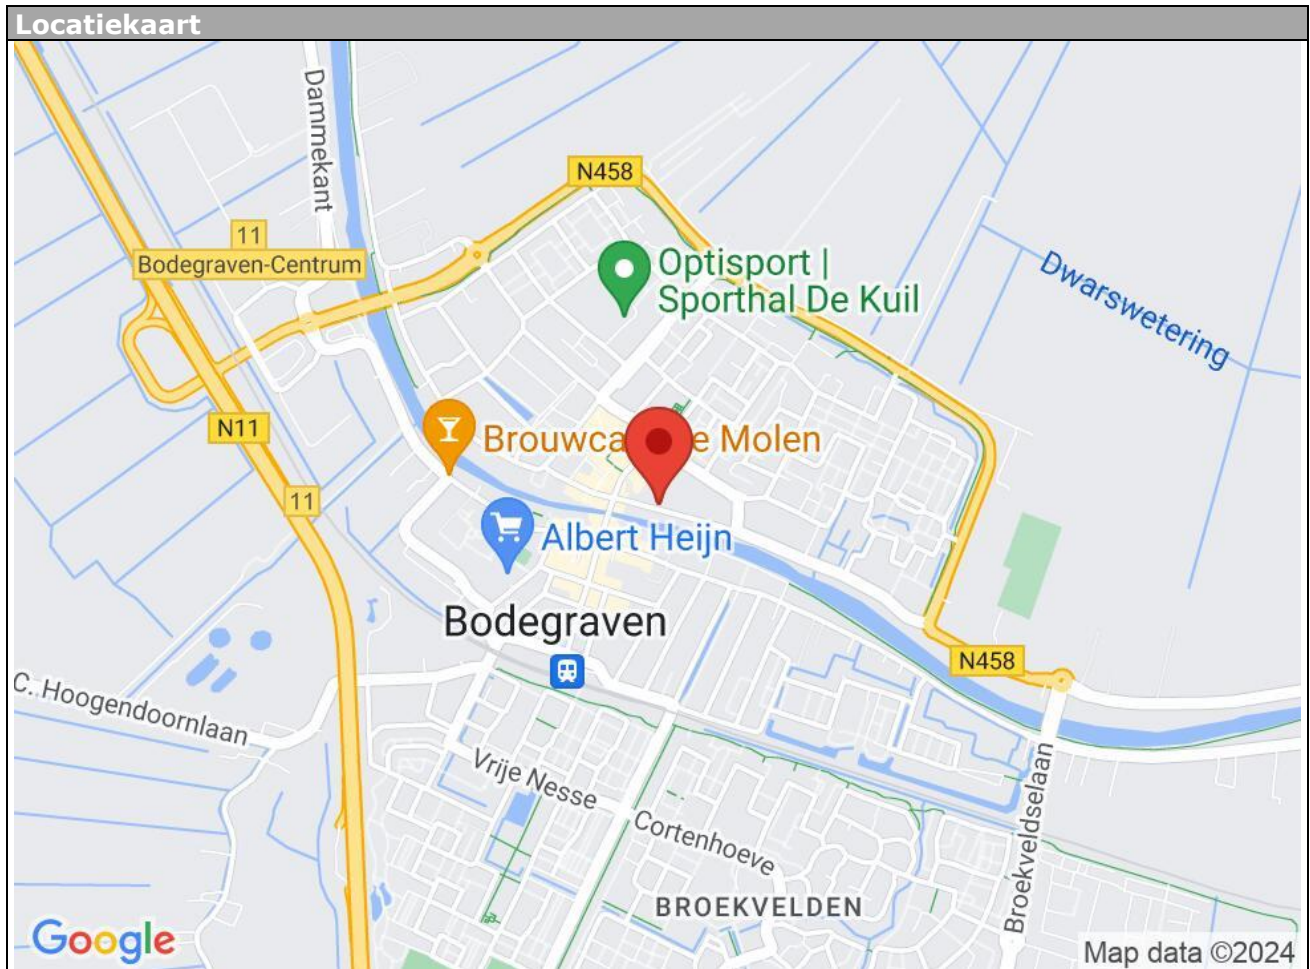 Locatiekaart
Dammekant
N458
11
Bodegraven-Centrum
Optisport |
Sporthal De Kuil
Dwarswetering
N11
Brouwca e Molen
11
Albert Heijn
Bodegraven
N458
C. Hoogendoornlaan
Vrije Nesse
Cortenhoeve
Broekveldselaan
BROEKVELDEN
Google
Map data ©2024